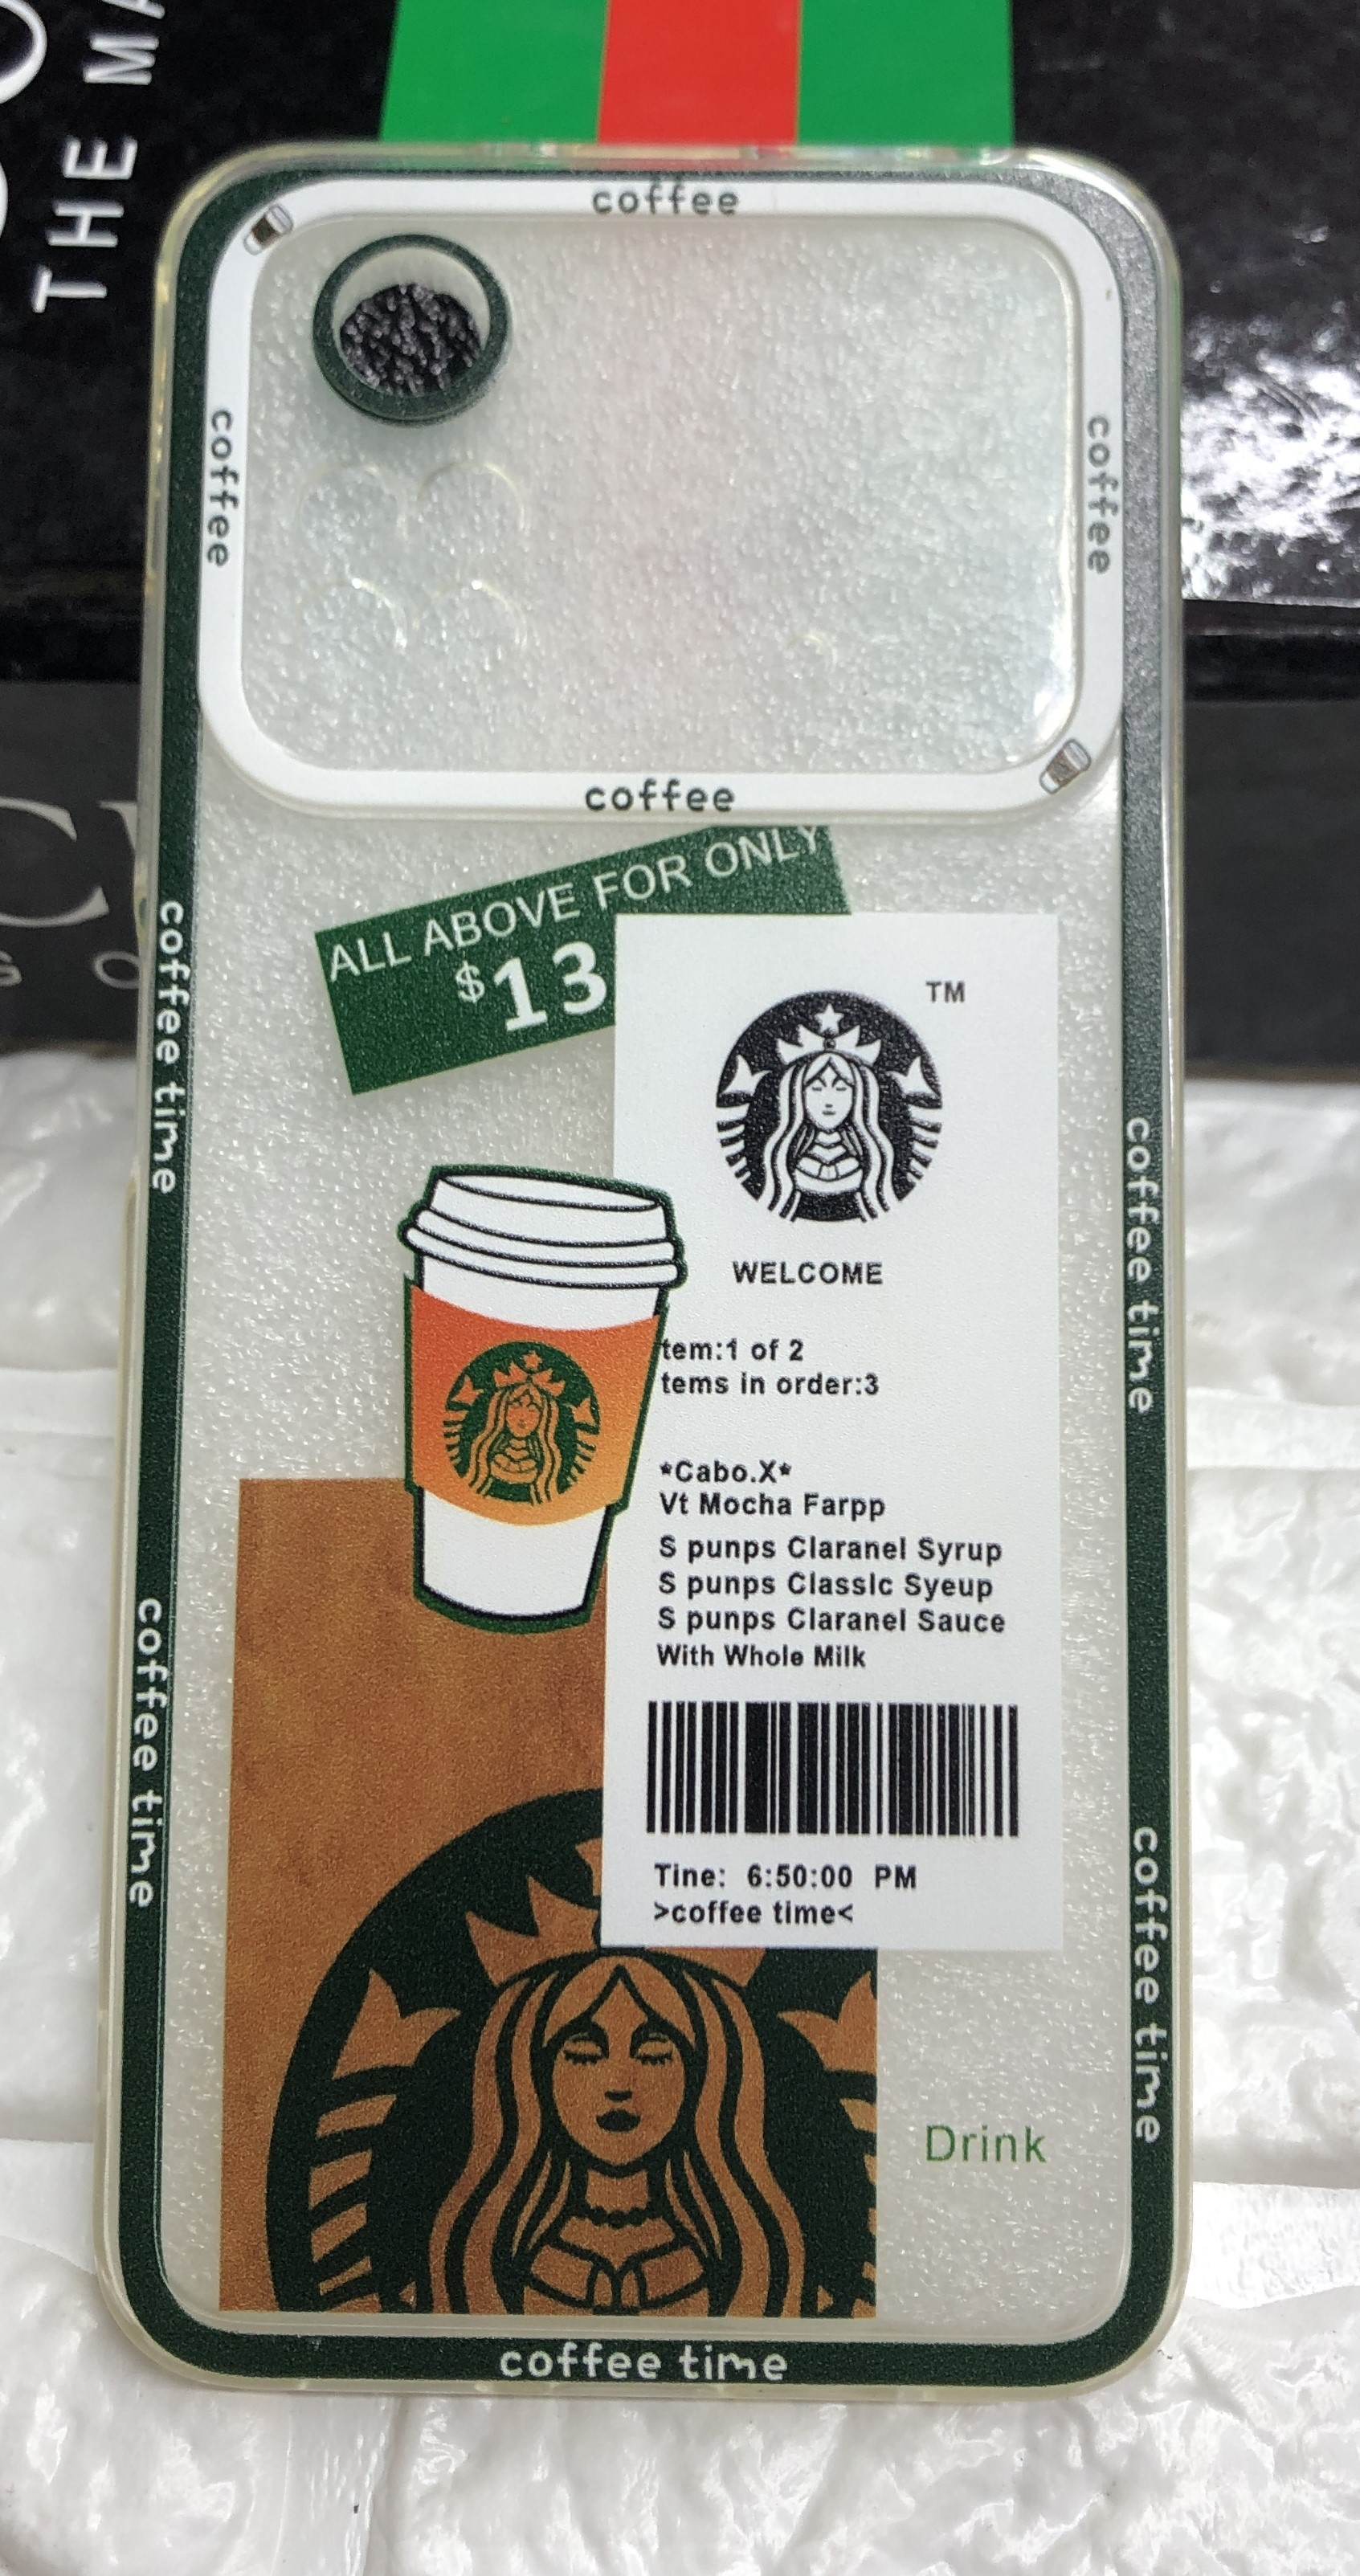 THE MA
coffee
coffee
coffee
coffee
ALL ABOVE FOR ONLY
$13
TM
WELCOME
tem:1 of 2
tems in order:3
*Cabo.X*
Vt Mocha Farpp
S punps Claranel Syrup
S punps Classic Syeup
S punps Claranel Sauce
With Whole Milk
Tine: 6:50:00 PM
>coffee time<
Drink
coffee time
coffee time
coffee time
coffee time
coffee time